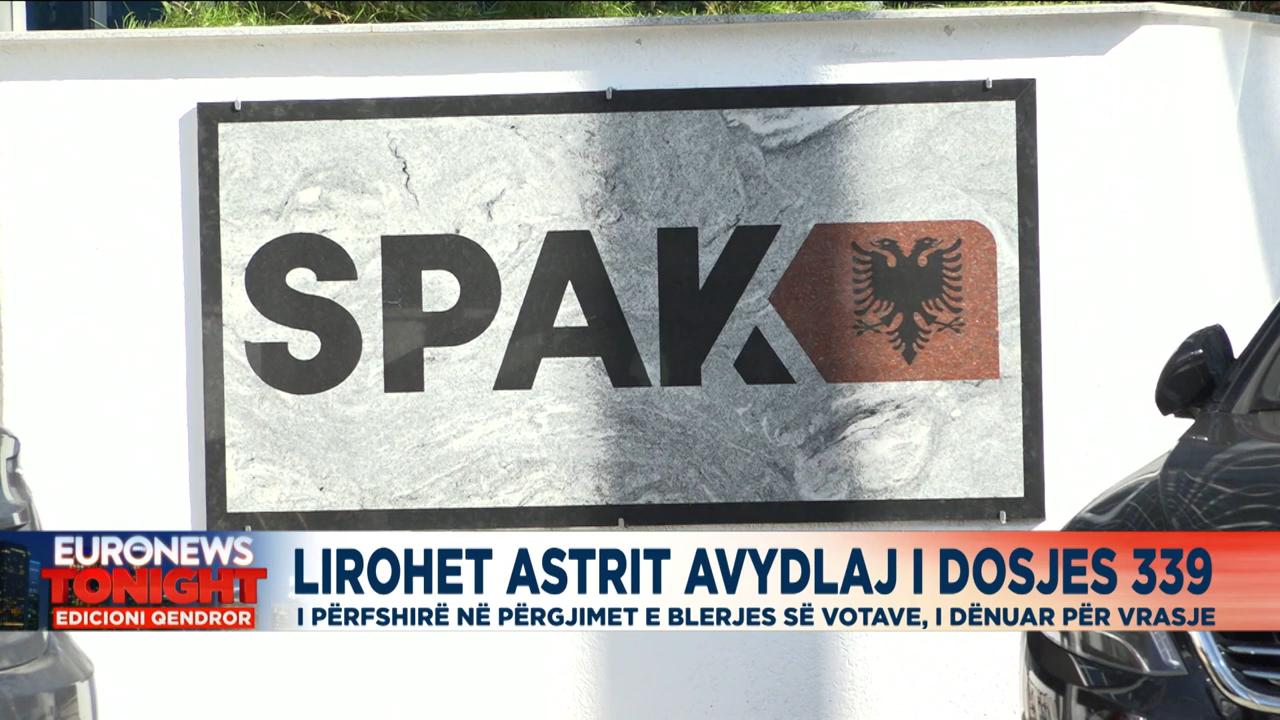 SPAK
EURONEWS
TONIGHT
EDICIONI QENDROR
LIROHET ASTRIT AVYDLAJ I DOSJES 339
I PËRFSHIRË NË PËRGJIMET E BLERJES SË VOTAVE, I DËNUAR PËR VRASJE